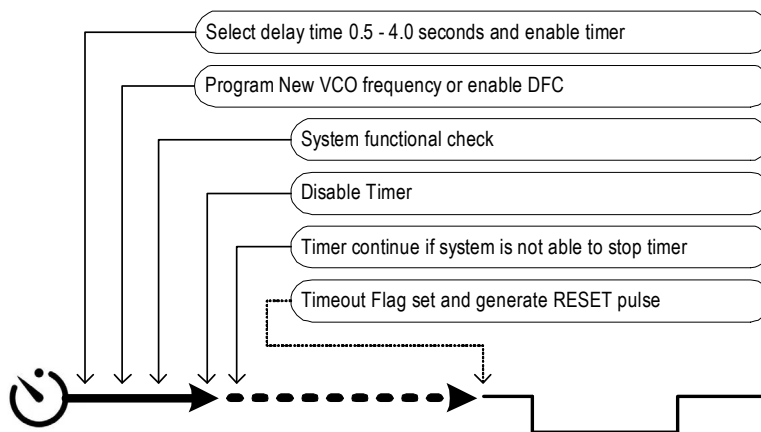 Select delay time 0.5 - 4.0 seconds and enable timer
Program New VCO frequency or enable DFC
System functional check
Disable Timer
Timer continue if system is not able to stop timer
Timeout Flag set and generate RESET pulse